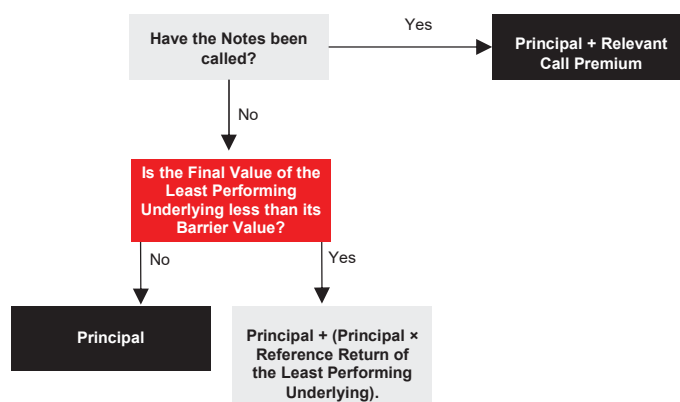 Have the Notes been
called?
Yes
Principal + Relevant
Call Premium
No
Is the Final Value of the
Least Performing
Underlying less than its
Barrier Value?
No
Yes
Principal
Principal + (Principal ×
Reference Return of
the Least Performing
Underlying).